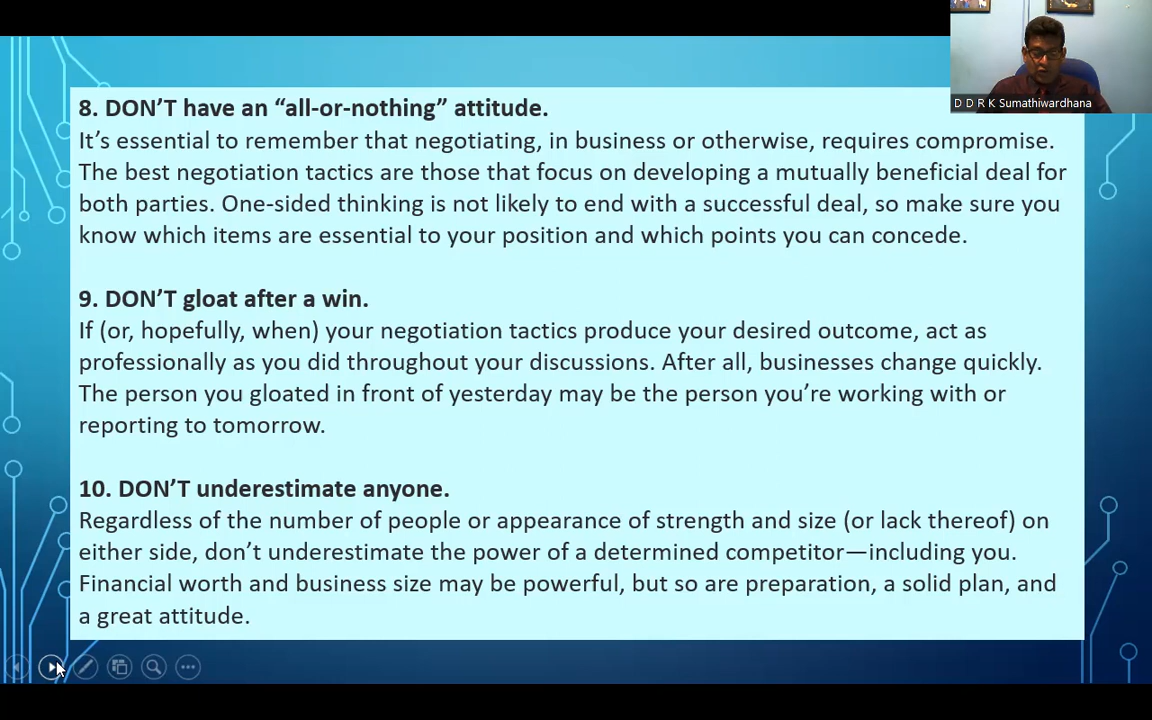 D D R K Sumathiwardhana
8. DON’T have an “all-or-nothing” attitude.
It’s essential to remember that negotiating, in business or otherwise, requires compromise.
The best negotiation tactics are those that focus on developing a mutually beneficial deal for
both parties. One-sided thinking is not likely to end with a successful deal, so make sure you
know which items are essential to your position and which points you can concede.
9. DON’T gloat after a win.
If (or, hopefully, when) your negotiation tactics produce your desired outcome, act as
professionally as you did throughout your discussions. After all, businesses change quickly.
The person you gloated in front of yesterday may be the person you’re working with or
reporting to tomorrow.
10. DON’T underestimate anyone.
Regardless of the number of people or appearance of strength and size (or lack thereof) on
either side, don’t underestimate the power of a determined competitor—including you.
Financial worth and business size may be powerful, but so are preparation, a solid plan, and
a great attitude.